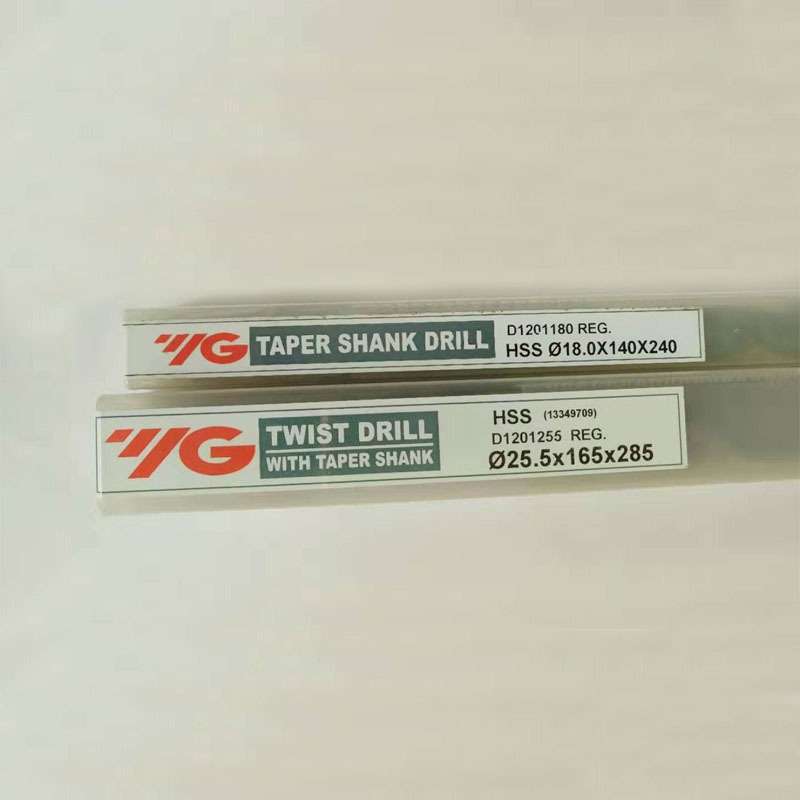 YG TAPER SHANK DRILL
D1201180 REG.
HSS Ø18.0X140X240
YG TWIST DRILL
WITH TAPER SHANK
HSS (13349709)
D1201255 REG.
Ø25.5x165x285